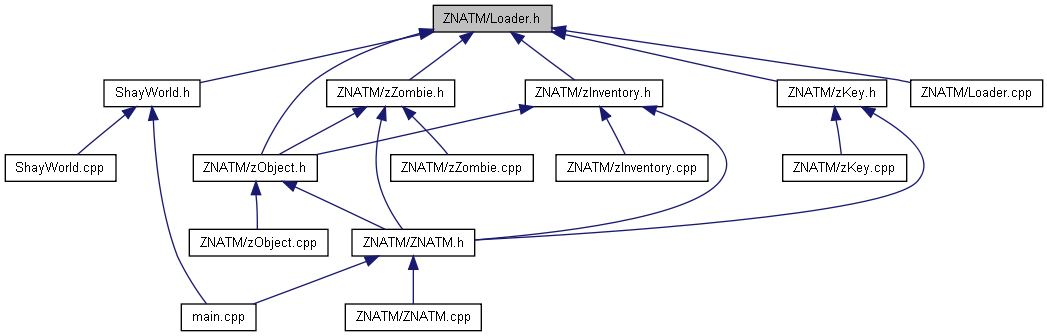 ZNATM/Loader.h
ShayWorld.h
ZNATM/zZombie.h
ZNATM/zInventory.h
ZNATM/zKey.h
ZNATM/Loader.cpp
ShayWorld.cpp
ZNATM/zObject.h
ZNATM/zZombie.cpp
ZNATM/zInventory.cpp
ZNATM/zKey.cpp
ZNATM/zObject.cpp
ZNATM/ZNATM.h
main.cpp
ZNATM/ZNATM.cpp